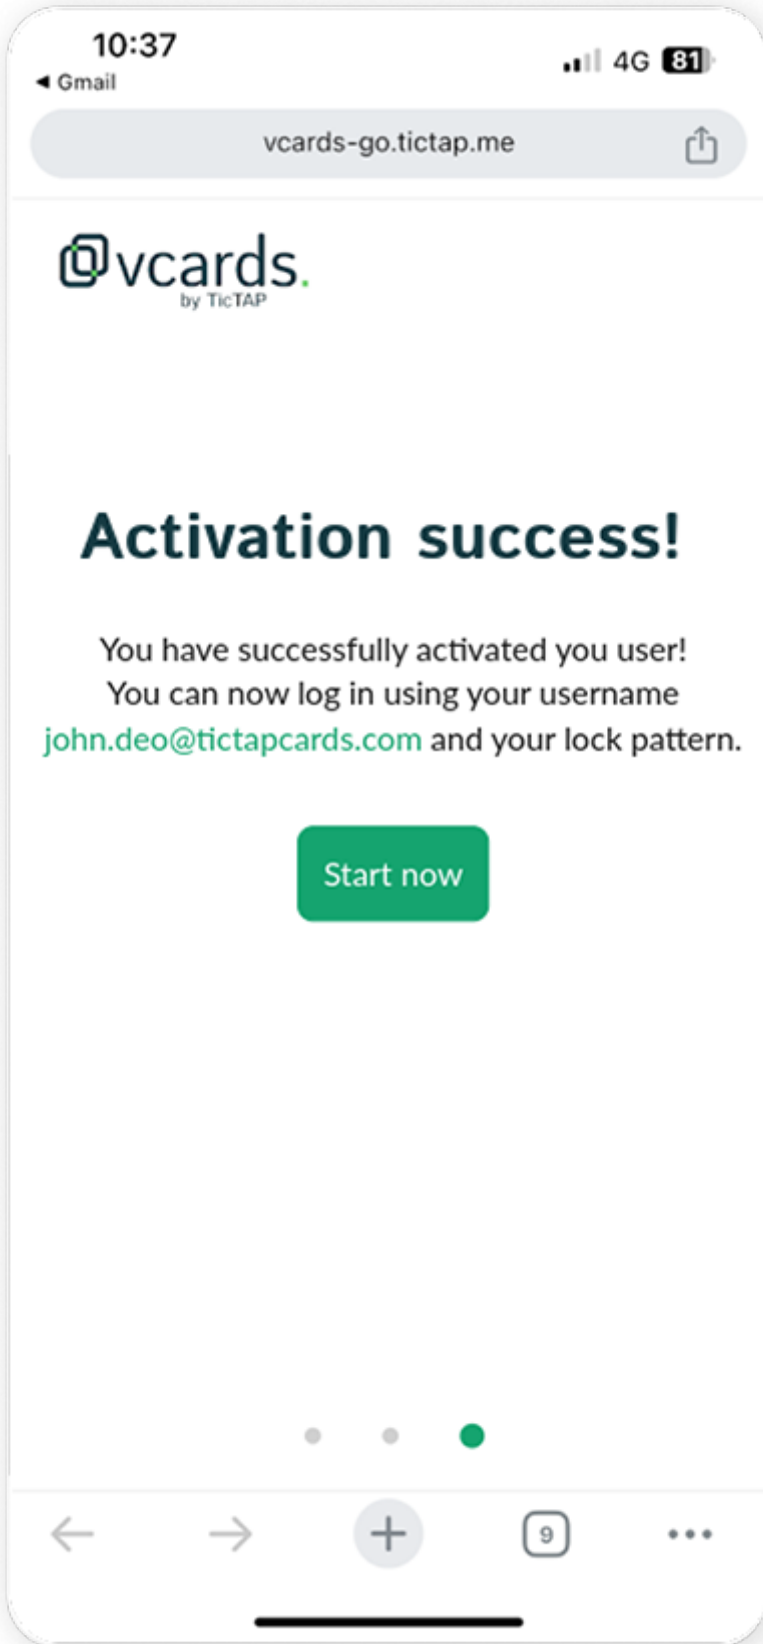 10:37
◀ Gmail
4G 81
vcards-go.tictap.me
vcards.
by TicTAP
Activation success!
You have successfully activated you user!
You can now log in using your username
john.deo@tictapcards.com and your lock pattern.
Start now
9